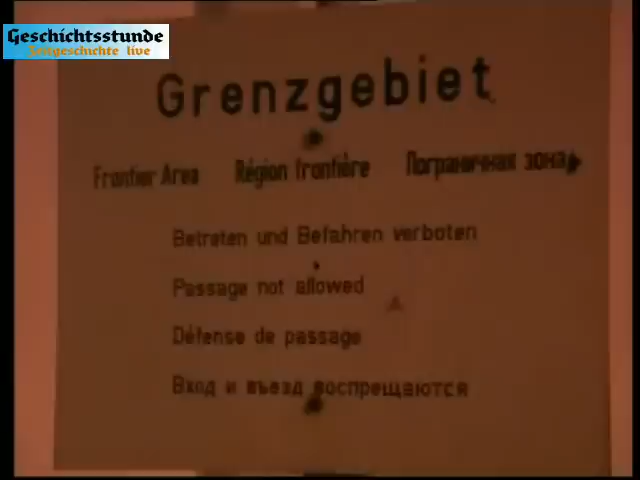 Geschichtsstunde
Zeitgeschichte live
Grenzgebiet
Frontier Area Région frontière Пограничная зона
Betreten und Befahren verboten
Passage not allowed
Défense de passage
Вход и въезд воспрещаются